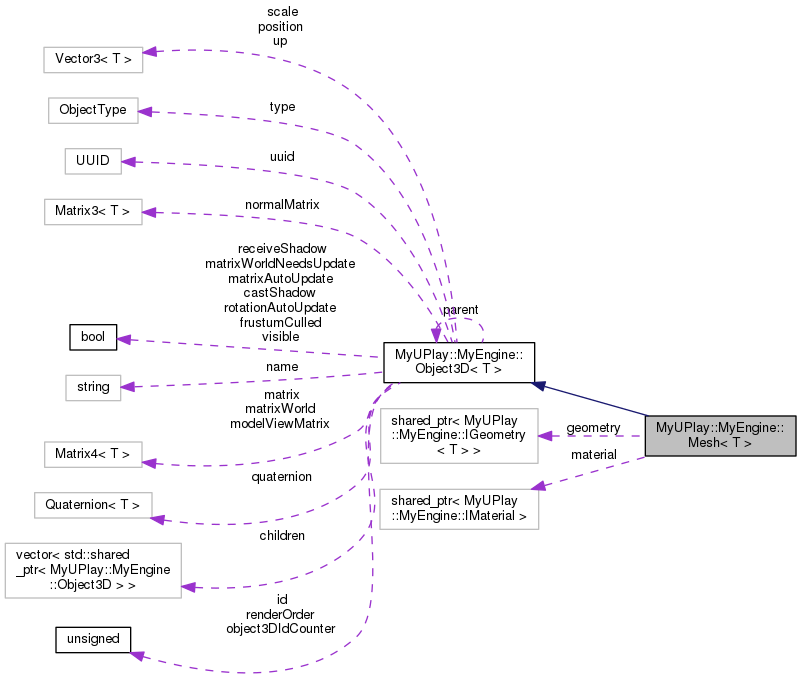 scale
position
up
Vector3< T >
type
ObjectType
uuid
UUID
normalMatrix
Matrix3< T >
receiveShadow
matrixWorldNeedsUpdate
matrixAutoUpdate
castShadow
rotationAutoUpdate
frustumCulled
visible
bool
parent
MyUPlay::MyEngine::
Object3D< T >
name
string
matrix
matrixWorld
modelViewMatrix
Matrix4< T >
shared_ptr< MyUPlay
::MyEngine::IGeometry
< T > >
geometry
MyUPlay::MyEngine::
Mesh< T >
material
shared_ptr< MyUPlay
::MyEngine::IMaterial >
quaternion
Quaternion< T >
children
vector< std::shared
_ptr< MyUPlay::MyEngine
::Object3D > >
id
renderOrder
object3DIdCounter
unsigned